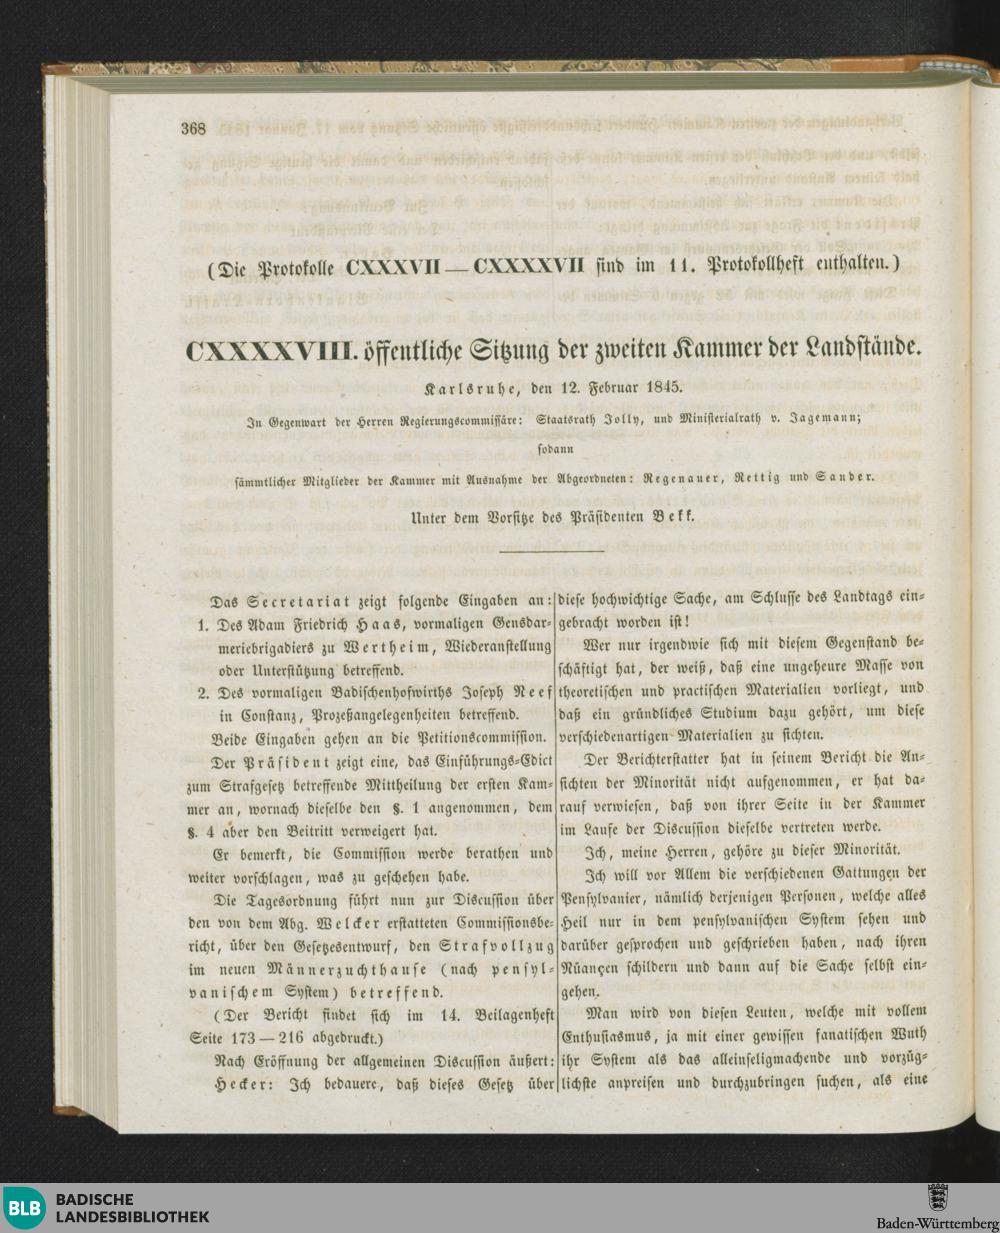 368
(Die Protokolle CXXXVII — CXXXXVII sind im 11. Protokollheft enthalten.)
CXXXXVIII. öffentliche Sitzung der zweiten Kammer der Landstände.
Karlsruhe, den 12. Februar 1845.
In Gegenwart der Herren Regierungscommissäre: Staatsrath Jolly, und Ministerialrath v. Jagemann;
sodann
sämmtlicher Mitglieder der Kammer mit Ausnahme der Abgeordneten: Regenauer, Rettig und Sander.
Unter dem Vorsitze des Präsidenten Bekk.
Das Secretariat zeigt folgende Eingaben an:
1. Des Adam Friedrich Haas, vormaligen Gensdar-
meriebrigadiers zu Wertheim, Wiederanstellung
oder Unterstützung betreffend.
2. Des vormaligen Badischenhofwirths Joseph Neef
in Constanz, Prozeßangelegenheiten betreffend.
Beide Eingaben gehen an die Petitionscommission.
Der Präsident zeigt eine, das Einführungs-Edict
zum Strafgesetz betreffende Mittheilung der ersten Kam-
mer an, wornach dieselbe den §. 1 angenommen, dem
§. 4 aber den Beitritt verweigert hat.
Er bemerkt, die Commission werde berathen und
weiter vorschlagen, was zu geschehen habe.
Die Tagesordnung führt nun zur Discussion über
den von dem Abg. Welcker erstatteten Commissionsbe-
richt, über den Gesetzesentwurf, den Strafvollzug
im neuen Männerzuchthause (nach pensyl-
vanischem System) betreffend.
(Der Bericht findet sich im 14. Beilagenheft
Seite 173 — 216 abgedruckt.)
Nach Eröffnung der allgemeinen Discussion äußert:
Hecker: Ich bedauere, daß dieses Gesetz über
diese hochwichtige Sache, am Schlusse des Landtags ein-
gebracht worden ist!
Wer nur irgendwie sich mit diesem Gegenstand be-
schäftigt hat, der weiß, daß eine ungeheure Masse von
theoretischen und practischen Materialien vorliegt, und
daß ein gründliches Studium dazu gehört, um diese
verschiedenartigen Materialien zu sichten.
Der Berichterstatter hat in seinem Bericht die An-
sichten der Minorität nicht aufgenommen, er hat da-
rauf verwiesen, daß von ihrer Seite in der Kammer
im Laufe der Discussion dieselbe vertreten werde.
Ich, meine Herren, gehöre zu dieser Minorität.
Ich will vor Allem die verschiedenen Gattungen der
Pensylvanier, nämlich derjenigen Personen, welche alles
Heil nur in dem pensylvanischen System sehen und
darüber gesprochen und geschrieben haben, nach ihren
Nüançen schildern und dann auf die Sache selbst ein-
gehen.
Man wird von diesen Leuten, welche mit vollem
Enthusiasmus, ja mit einer gewissen fanatischen Wuth
ihr System als das alleinseligmachende und vorzüg-
lichste anpreisen und durchzubringen suchen, als eine
BLB BADISCHE
LANDESBIBLIOTHEK
Baden-Württemberg